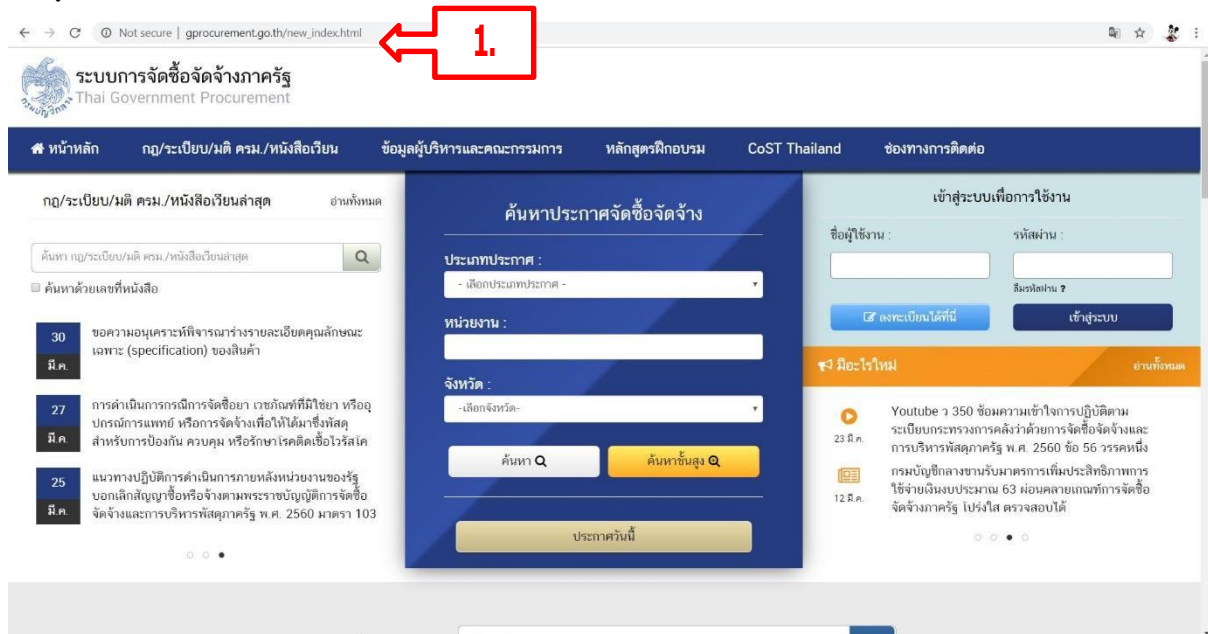 Not secure | gprocurement.go.th/new_index.html
1.
ระบบการจัดซื้อจัดจ้างภาครัฐ
Thai Government Procurement
กรมบัญชีกลาง
หน้าหลัก
กฎ/ระเบียบ/มติ ครม./หนังสือเวียน
ข้อมูลผู้บริหารและคณะกรรมการ
หลักสูตรฝึกอบรม
CoST Thailand
ช่องทางการติดต่อ
กฎ/ระเบียบ/มติ ครม./หนังสือเวียนล่าสุด
อ่านทั้งหมด
ค้นหา กฎ/ระเบียบ/มติ ครม./หนังสือเวียนล่าสุด
ค้นหาด้วยเลขที่หนังสือ
30
มี.ค.
ขอความอนุเคราะห์พิจารณาร่างรายละเอียดคุณลักษณะ
เฉพาะ (specification) ของสินค้า
27
มี.ค.
การดำเนินการกรณีการจัดซื้อยา เวชภัณฑ์ที่มิใช่ยา หรืออุ
ปกรณ์การแพทย์ หรือการจัดจ้างเพื่อให้ได้มาซึ่งพัสดุ
สำหรับการป้องกัน ควบคุม หรือรักษาโรคติดเชื้อไวรัสโค
25
มี.ค.
แนวทางปฏิบัติการดำเนินการภายหลังหน่วยงานของรัฐ
บอกเลิกสัญญาซื้อหรือจ้างตามพระราชบัญญัติการจัดซื้อ
จัดจ้างและการบริหารพัสดุภาครัฐ พ.ศ. 2560 มาตรา 103
ค้นหาประกาศจัดซื้อจัดจ้าง
ประเภทประกาศ :
- เลือกประเภทประกาศ -
หน่วยงาน :
จังหวัด :
-เลือกจังหวัด-
ค้นหา
ค้นหาขั้นสูง
ประกาศวันนี้
เข้าสู่ระบบเพื่อการใช้งาน
ชื่อผู้ใช้งาน :
รหัสผ่าน :
ลืมรหัสผ่าน ?
ลงทะเบียนได้ที่นี่
เข้าสู่ระบบ
มีอะไรใหม่
อ่านทั้งหมด
23 มี.ค.
Youtube ว 350 ซ้อมความเข้าใจการปฏิบัติตาม
ระเบียบกระทรวงการคลังว่าด้วยการจัดซื้อจัดจ้างและ
การบริหารพัสดุภาครัฐ พ.ศ. 2560 ข้อ 56 วรรคหนึ่ง
12 มี.ค.
กรมบัญชีกลางขานรับมาตรการเพิ่มประสิทธิภาพการ
ใช้จ่ายเงินงบประมาณ 63 ผ่อนคลายเกณฑ์การจัดซื้อ
จัดจ้างภาครัฐ โปร่งใส ตรวจสอบได้